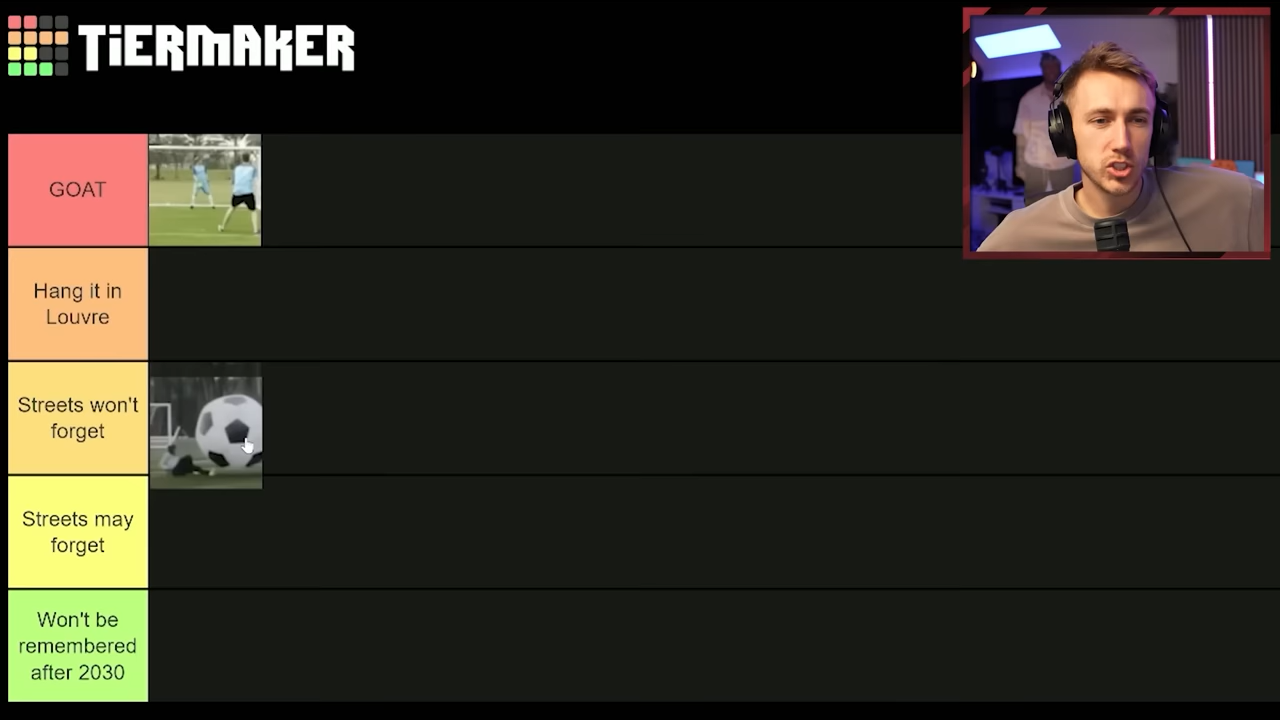 TiERMAKER
GOAT
Hang it in
Louvre
Streets won't
forget
Streets may
forget
Won't be
remembered
after 2030